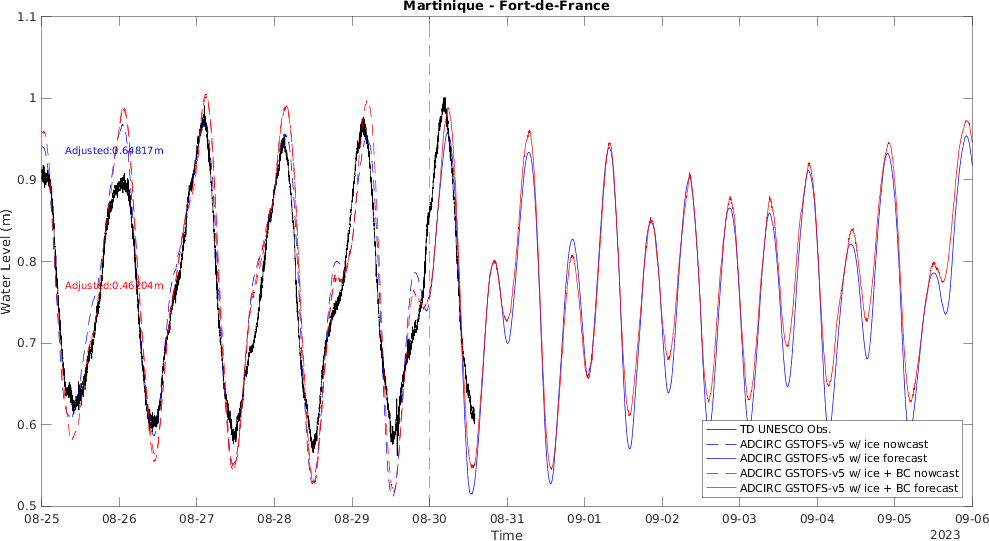 Martinique - Fort-de-France
Water Level (m)
1.1
1
0.9
0.8
0.7
0.6
0.5
Adjusted:0.64817m
Adjusted:0.46204m
TD UNESCO Obs.
ADCIRC GSTOFS-v5 w/ ice nowcast
ADCIRC GSTOFS-v5 w/ ice forecast
ADCIRC GSTOFS-v5 w/ ice + BC nowcast
ADCIRC GSTOFS-v5 w/ ice + BC forecast
08-25 08-26 08-27 08-28 08-29 08-30 08-31 09-01 09-02 09-03 09-04 09-05 09-06
Time
2023